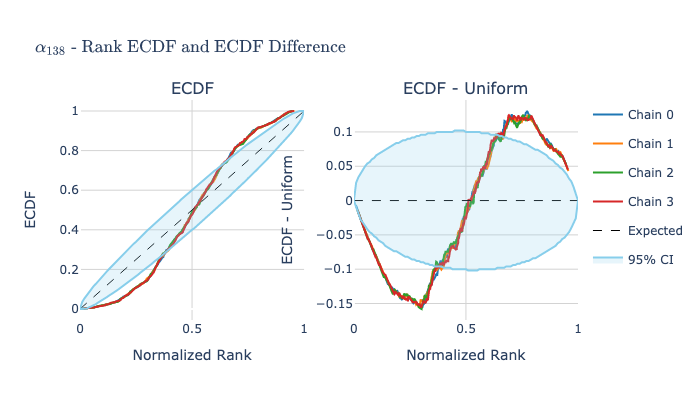 α₁₃₈ - Rank ECDF and ECDF Difference
ECDF
ECDF - Uniform
ECDF
1
0.8
0.6
0.4
0.2
0
0
0.5
1
Normalized Rank
ECDF - Uniform
0.1
0.05
0
−0.05
−0.1
−0.15
0
0.5
1
Normalized Rank
Chain 0
Chain 1
Chain 2
Chain 3
Expected
95% CI